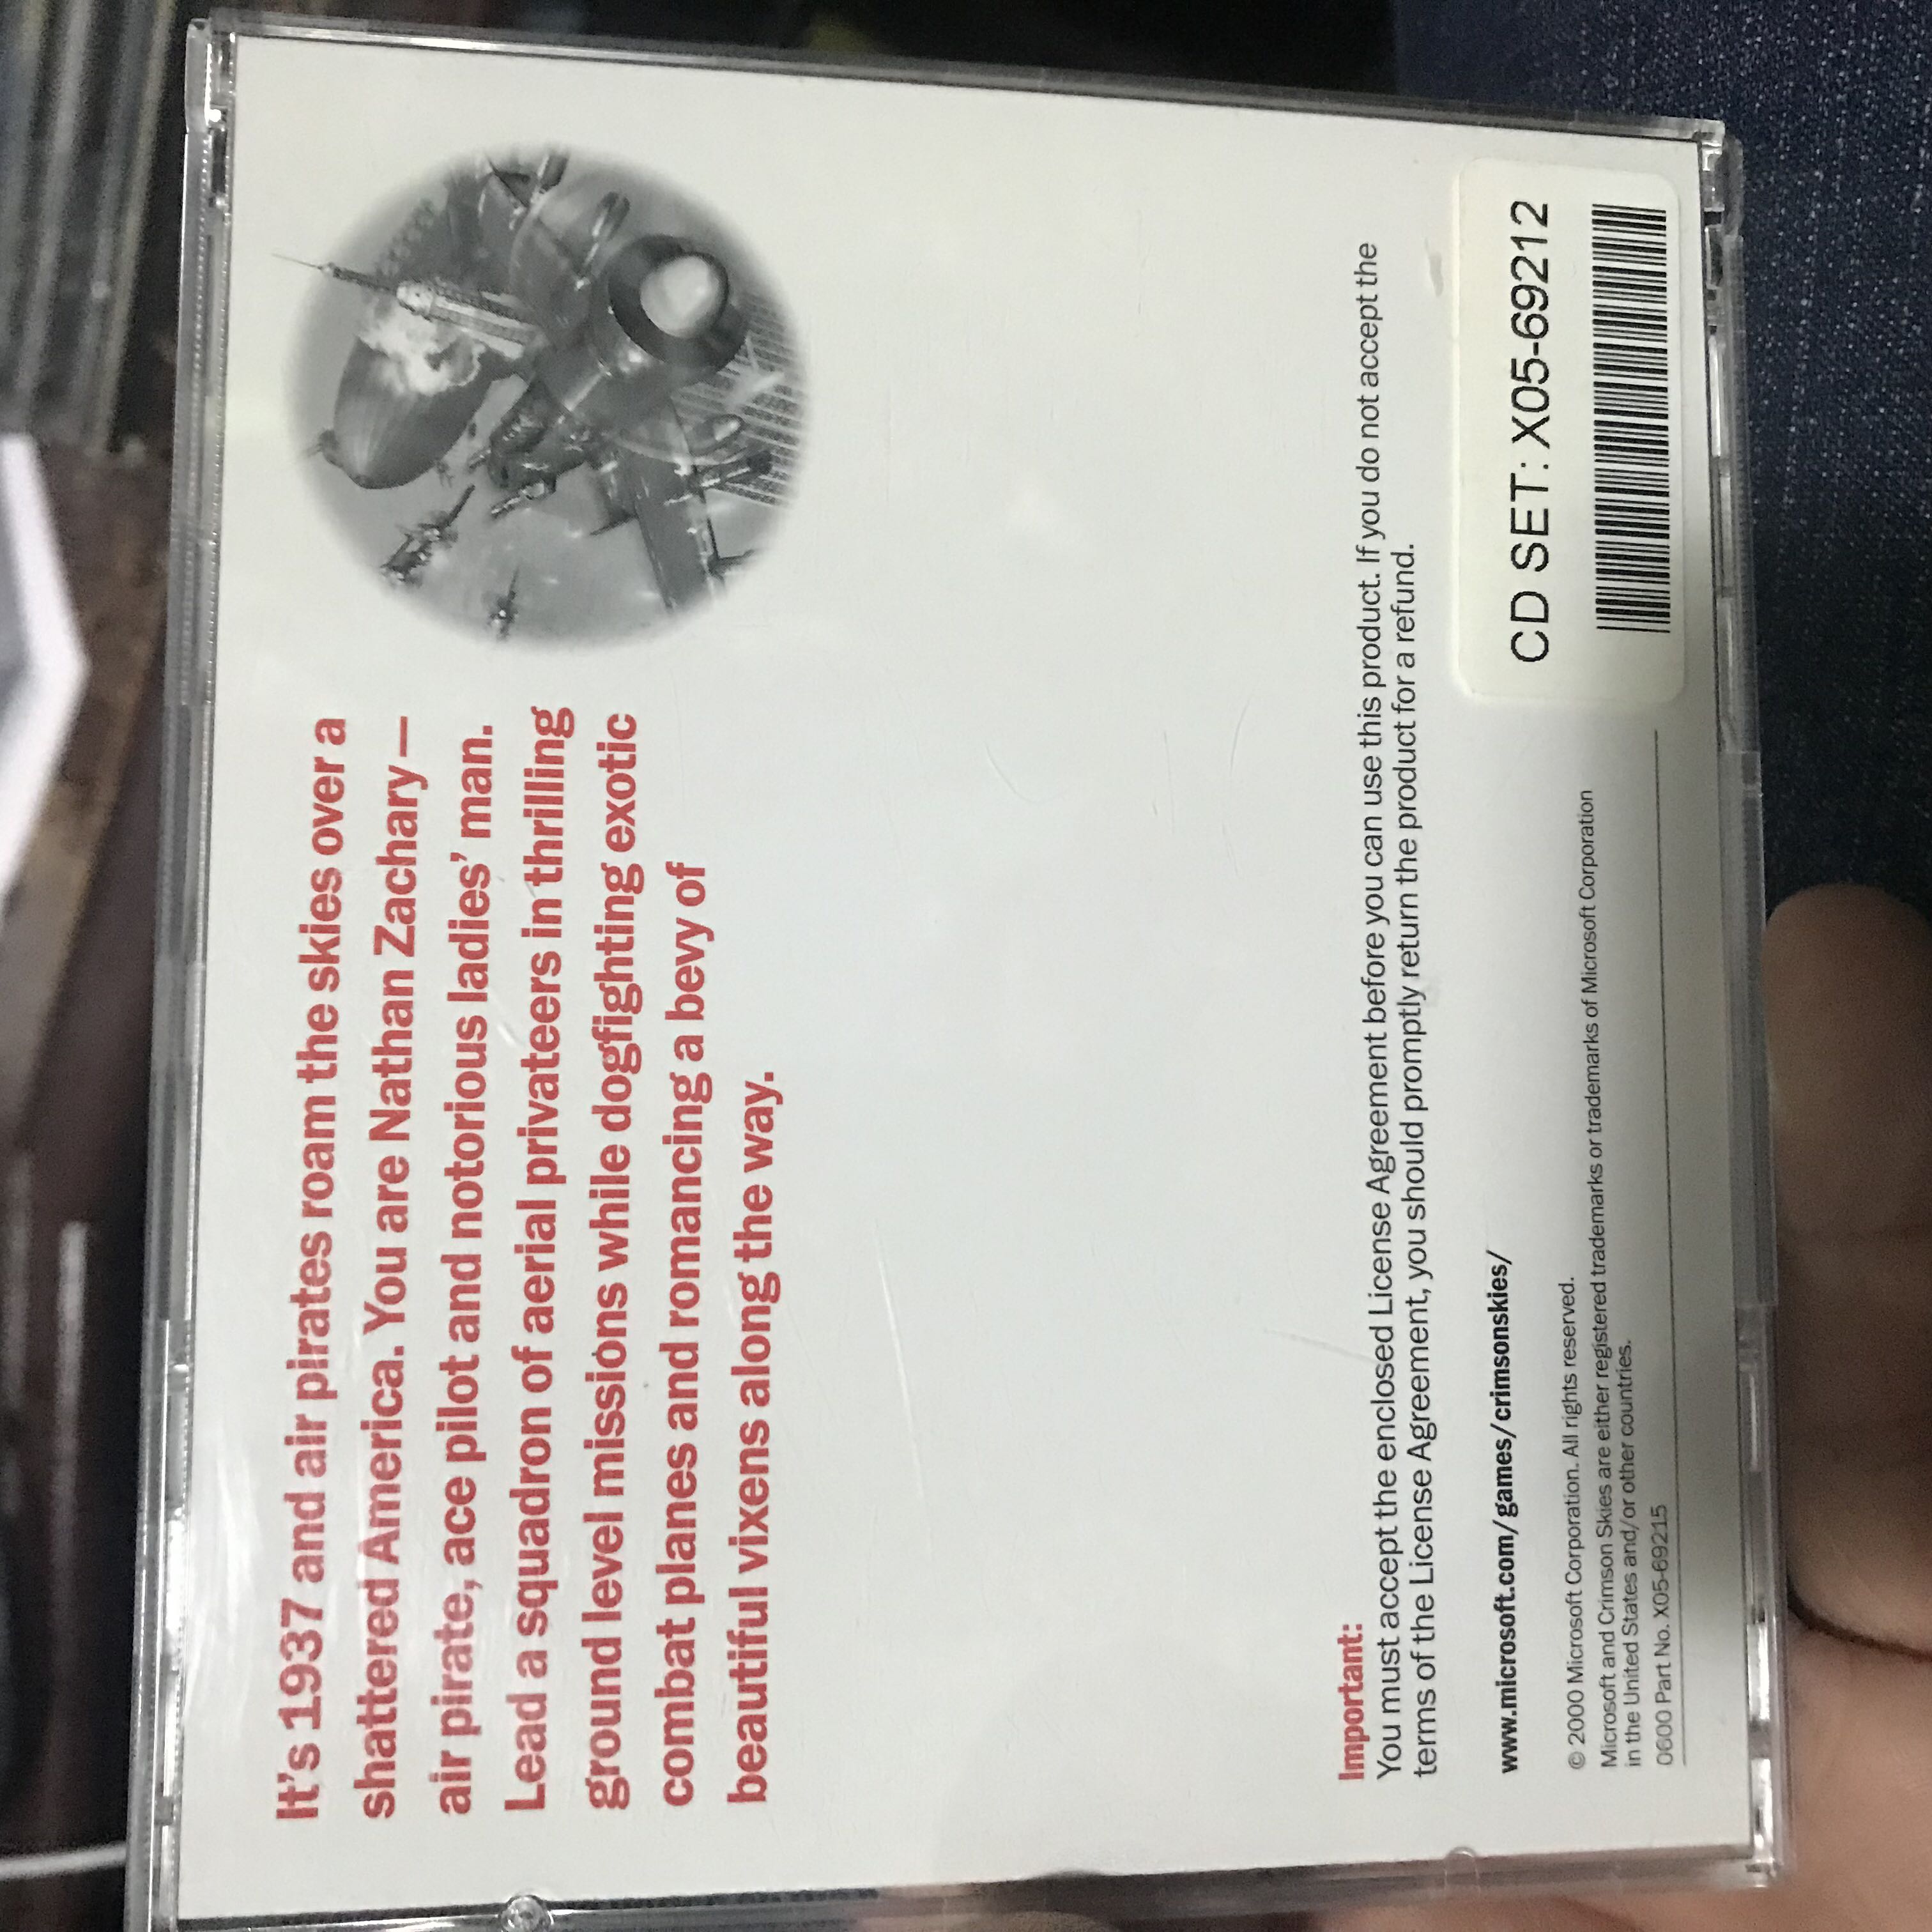 It's 1937 and air pirates roam the skies over a
shattered America. You are Nathan Zachary—
air pirate, ace pilot and notorious ladies' man.
Lead a squadron of aerial privateers in thrilling
ground level missions while dogfighting exotic
combat planes and romancing a bevy of
beautiful vixens along the way.
Important:
You must accept the enclosed License Agreement before you can use this product. If you do not accept the
terms of the License Agreement, you should promptly return the product for a refund.
www.microsoft.com/games/crimsonskies/
© 2000 Microsoft Corporation. All rights reserved.
Microsoft and Crimson Skies are either registered trademarks or trademarks of Microsoft Corporation
in the United States and/or other countries.
0600 Part No. X05-69215
CD SET: X05-69212